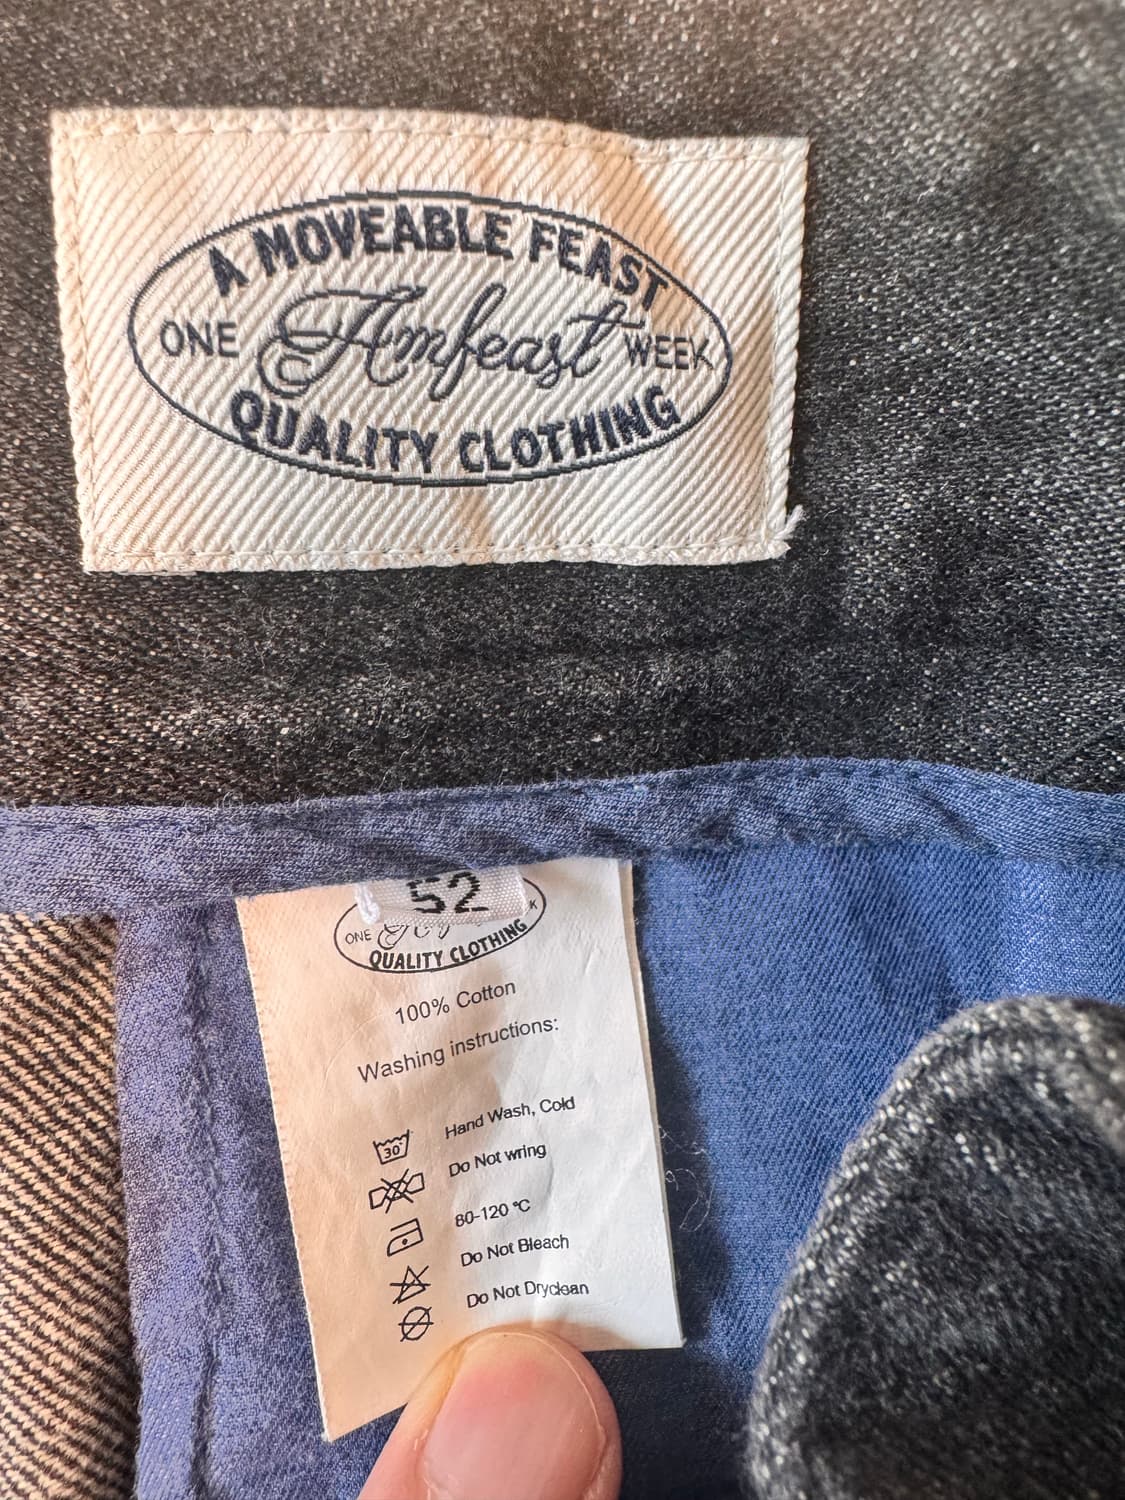 A MOVEABLE FEAST
ONE Amfeast WEEK
QUALITY CLOTHING
52
ONE K
QUALITY CLOTHING
100% Cotton
Washing instructions:
30° Hand Wash, Cold
Do Not wring
80-120 °C
Do Not Bleach
Do Not Dryclean